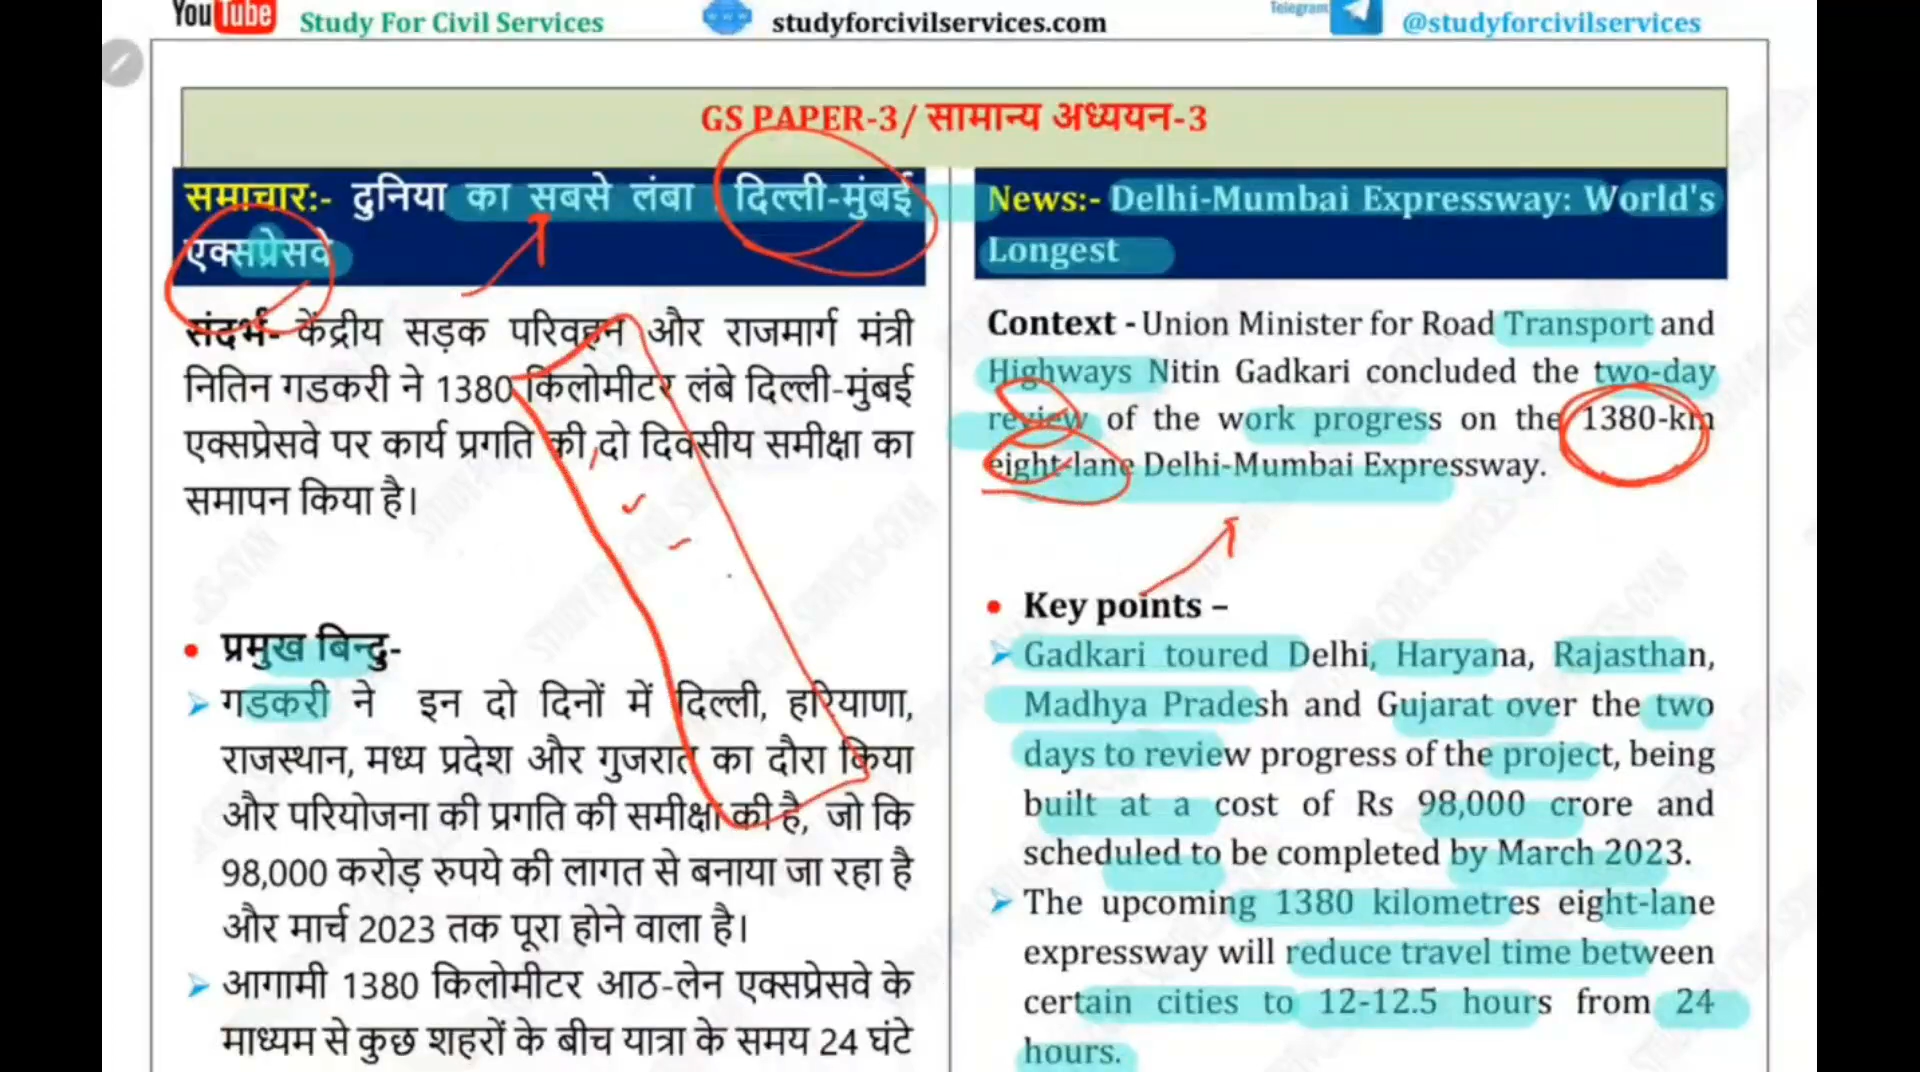 YouTube Study For Civil Services studyforcivilservices.com Telegram @studyforcivilservices
GS PAPER-3/ सामान्य अध्ययन-3
समाचार:- दुनिया का सबसे लंबा दिल्ली-मुंबई
एक्सप्रेसवे
संदर्भ- केंद्रीय सड़क परिवहन और राजमार्ग मंत्री
नितिन गडकरी ने 1380 किलोमीटर लंबे दिल्ली-मुंबई
एक्सप्रेसवे पर कार्य प्रगति की दो दिवसीय समीक्षा का
समापन किया है।
• प्रमुख बिन्दु-
➢ गडकरी ने इन दो दिनों में दिल्ली, हरियाणा,
राजस्थान, मध्य प्रदेश और गुजरात का दौरा किया
और परियोजना की प्रगति की समीक्षा की है, जो कि
98,000 करोड़ रुपये की लागत से बनाया जा रहा है
और मार्च 2023 तक पूरा होने वाला है।
➢ आगामी 1380 किलोमीटर आठ-लेन एक्सप्रेसवे के
माध्यम से कुछ शहरों के बीच यात्रा के समय 24 घंटे
News:- Delhi-Mumbai Expressway: World's
Longest
Context - Union Minister for Road Transport and
Highways Nitin Gadkari concluded the two-day
review of the work progress on the 1380-km
eight-lane Delhi-Mumbai Expressway.
• Key points –
➢ Gadkari toured Delhi, Haryana, Rajasthan,
Madhya Pradesh and Gujarat over the two
days to review progress of the project, being
built at a cost of Rs 98,000 crore and
scheduled to be completed by March 2023.
➢ The upcoming 1380 kilometres eight-lane
expressway will reduce travel time between
certain cities to 12-12.5 hours from 24
hours.